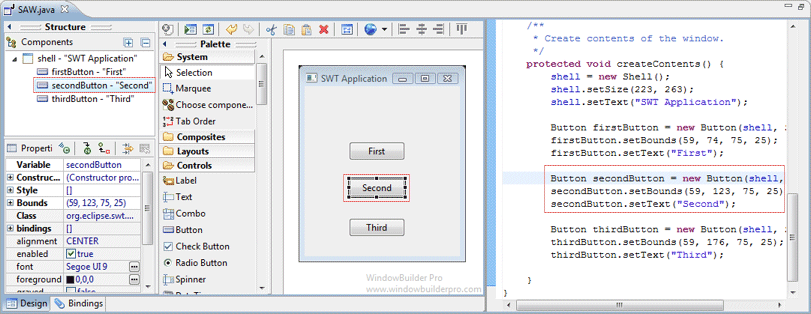 SAW.java
Structure
Components
shell - "SWT Application"
firstButton - "First"
secondButton - "Second"
thirdButton - "Third"
Properti
Variable secondButton
Construc... (Constructor pro...
Style []
Bounds (59, 123, 75, 25)
Class org.eclipse.swt....
bindings []
alignment CENTER
enabled true
font Segoe UI 9
foreground 0,0,0
Design
Bindings
Palette
System
Selection
Marquee
Choose compone...
Tab Order
Composites
Layouts
Controls
Label
Text
Combo
Button
Check Button
Radio Button
Spinner
SWT Application
First
Second
Third
WindowBuilder Pro
www.windowbuilderpro.com
/**
* Create contents of the window.
*/
protected void createContents() {
shell = new Shell();
shell.setSize(223, 263);
shell.setText("SWT Application");
Button firstButton = new Button(shell,
firstButton.setBounds(59, 74, 75, 25);
firstButton.setText("First");
Button secondButton = new Button(shell,
secondButton.setBounds(59, 123, 75, 25)
secondButton.setText("Second");
Button thirdButton = new Button(shell,
thirdButton.setBounds(59, 176, 75, 25);
thirdButton.setText("Third");
}
}